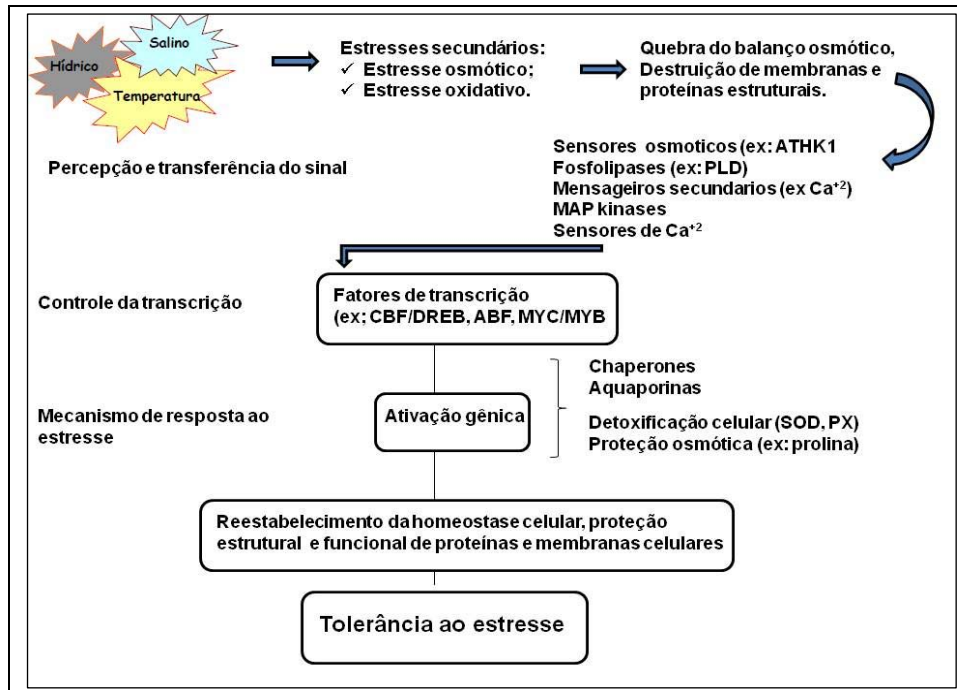 Salino
Hídrico
Temperatura
Estresses secundários:
✓ Estresse osmótico;
✓ Estresse oxidativo.
Quebra do balanço osmótico,
Destruição de membranas e
proteínas estruturais.
Percepção e transferência do sinal
Sensores osmoticos (ex: ATHK1
Fosfolipases (ex: PLD)
Mensageiros secundarios (ex Ca⁺²)
MAP kinases
Sensores de Ca⁺²
Controle da transcrição
Fatores de transcrição
(ex; CBF/DREB, ABF, MYC/MYB
Mecanismo de resposta ao
estresse
Ativação gênica
Chaperones
Aquaporinas
Detoxificação celular (SOD, PX)
Proteção osmótica (ex: prolina)
Reestabelecimento da homeostase celular, proteção
estrutural e funcional de proteínas e membranas celulares
Tolerância ao estresse